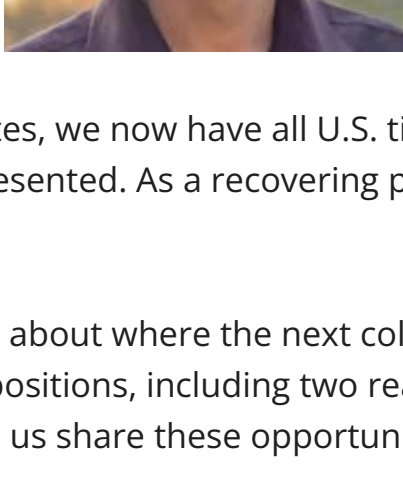 tes, we now have all U.S. ti
esented. As a recovering p
about where the next col
positions, including two rea
us share these opportun